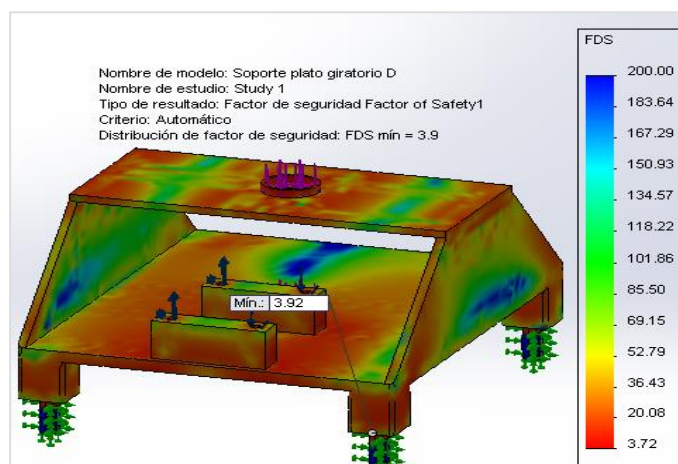 FDS
Nombre de modelo: Soporte plato giratorio D
Nombre de estudio: Study 1
Tipo de resultado: Factor de seguridad Factor of Safety1
Criterio: Automático
Distribución de factor de seguridad: FDS mín = 3.9
200.00
183.64
167.29
150.93
134.57
118.22
101.86
85.50
69.15
52.79
36.43
20.08
3.72
Mín.: 3.92